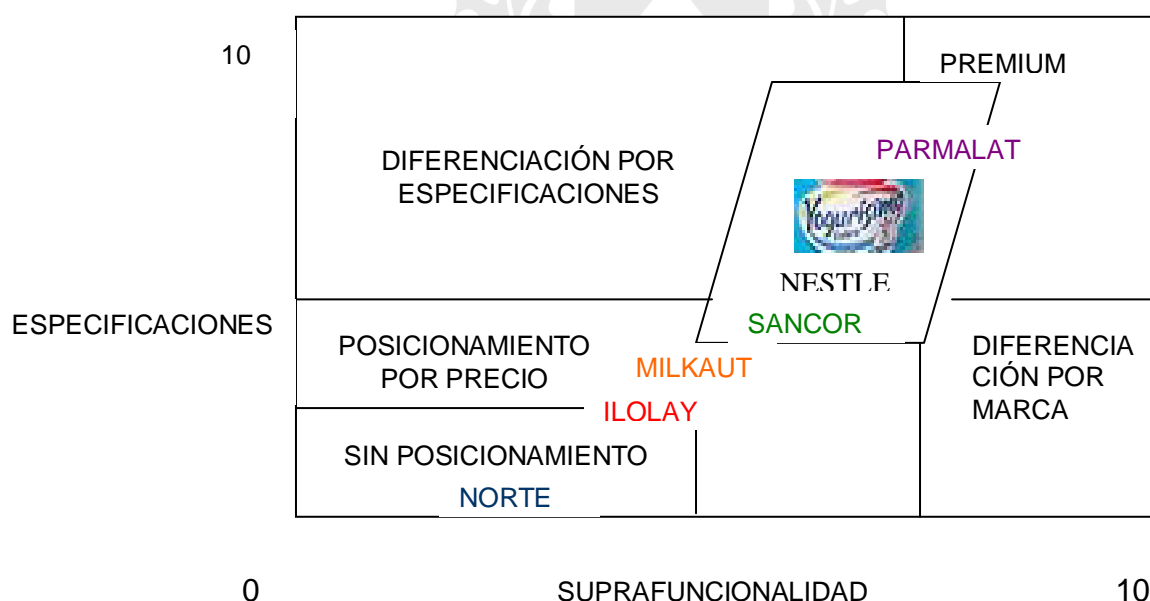 10
PREMIUM
PARMALAT
DIFERENCIACIÓN POR
ESPECIFICACIONES
Yogurísimo
NESTLE
ESPECIFICACIONES
SANCOR
POSICIONAMIENTO
POR PRECIO
MILKAUT
DIFERENCIA
CIÓN POR
MARCA
ILOLAY
SIN POSICIONAMIENTO
NORTE
0
SUPRAFUNCIONALIDAD
10